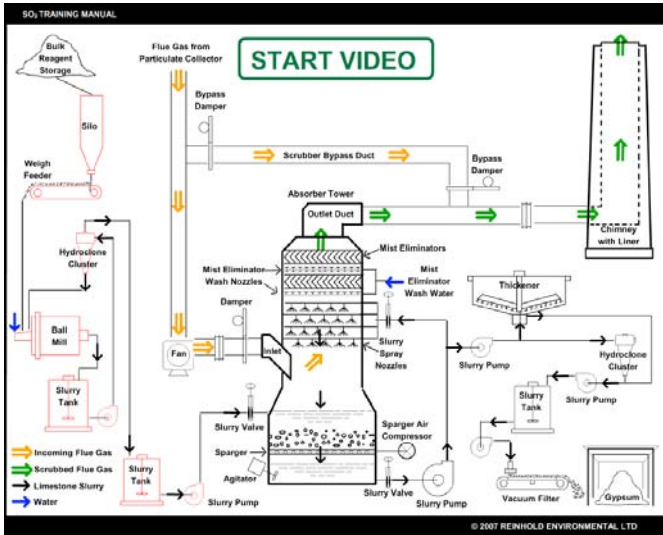 SO₂ TRAINING MANUAL
Bulk
Reagent
Storage
Flue Gas from
Particulate Collector
START VIDEO
Bypass
Damper
Silo
Weigh
Feeder
Scrubber Bypass Duct
Bypass
Damper
Absorber Tower
Outlet Duct
Chimney
with Liner
Hydroclone
Cluster
Mist Eliminators
Mist Eliminator
Wash Nozzles
Mist
Eliminator
Wash Water
Thickener
Damper
Ball
Mill
Fan
Inlet
Slurry
Spray
Nozzles
Slurry Pump
Hydroclone
Cluster
Slurry
Tank
Slurry
Tank
Slurry Pump
Slurry Valve
Sparger Air
Compressor
Incoming Flue Gas
Scrubbed Flue Gas
Limestone Slurry
Water
Slurry
Tank
Sparger
Agitator
Slurry Pump
Slurry Valve
Slurry Pump
Vacuum Filter
Gypsum
© 2007 REINHOLD ENVIRONMENTAL LTD